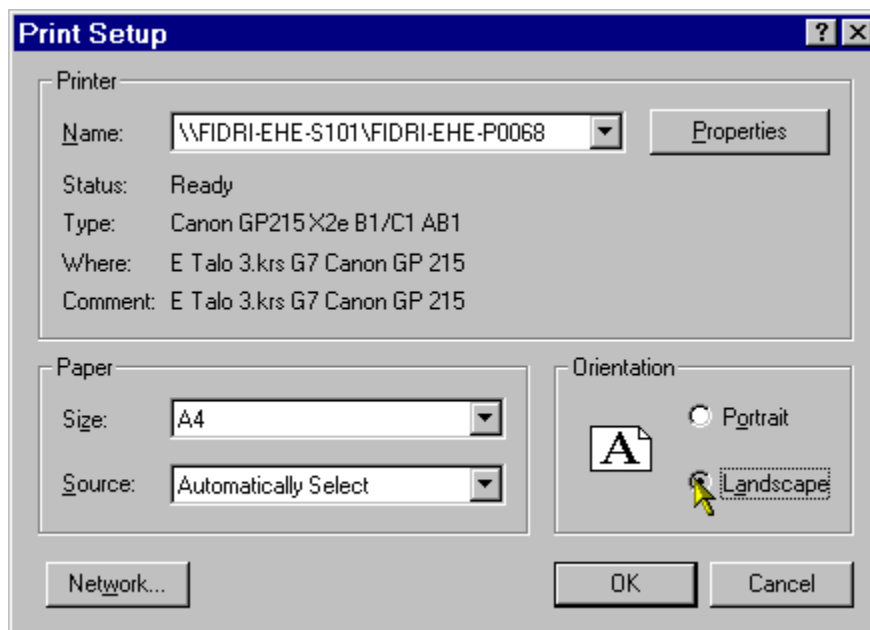 Print Setup
Printer
Name: \\FIDRI-EHE-S101\FIDRI-EHE-P0068 Properties
Status: Ready
Type: Canon GP215 X2e B1/C1 AB1
Where: E Talo 3.krs G7 Canon GP 215
Comment: E Talo 3.krs G7 Canon GP 215
Paper
Size: A4
Source: Automatically Select
Orientation
A
Portrait
Landscape
Network... OK Cancel